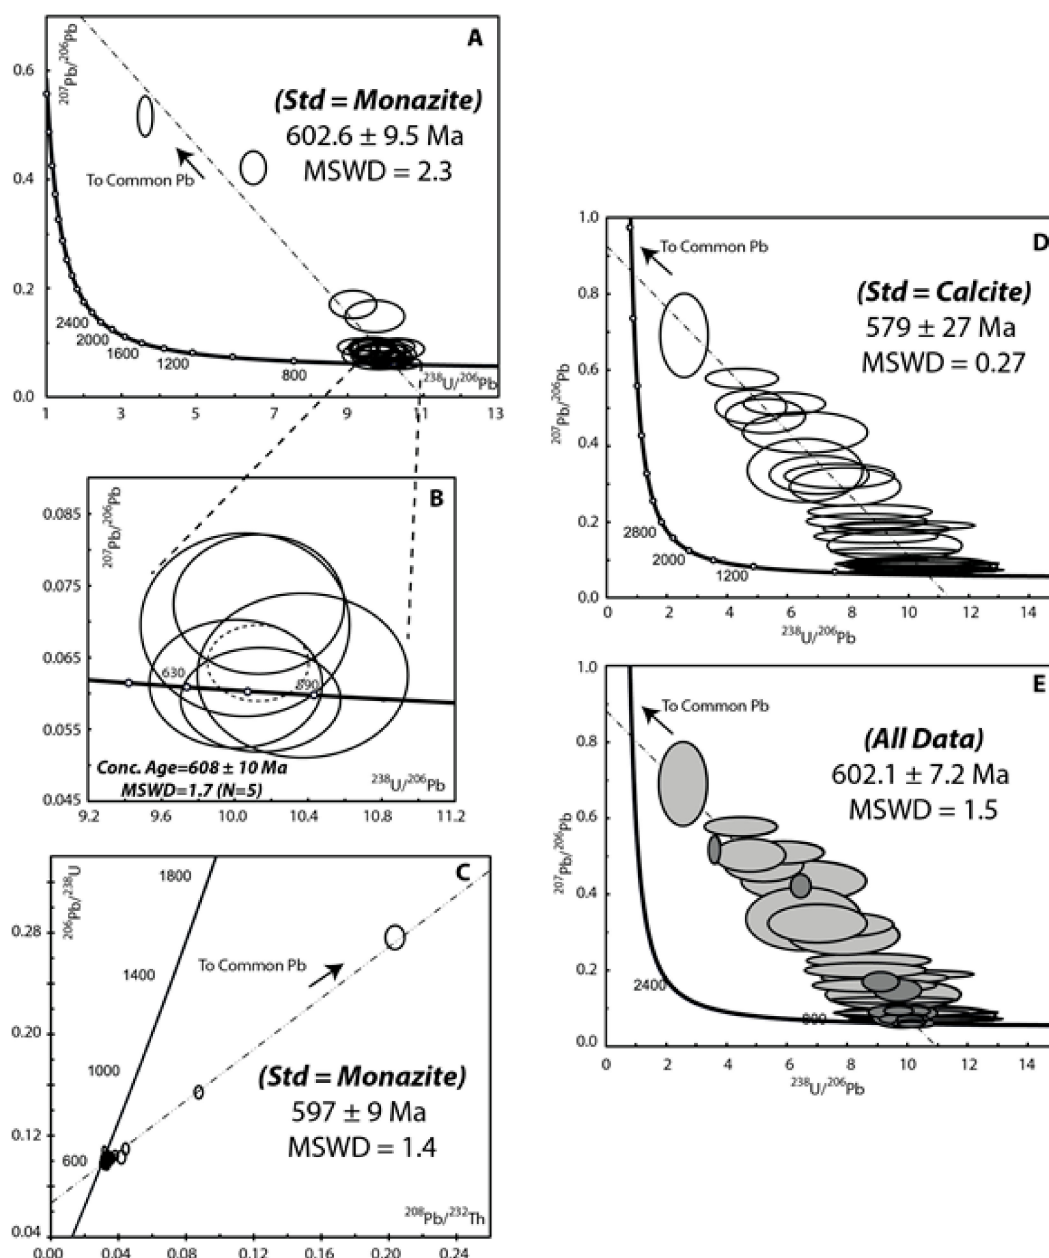 A
²⁰⁷Pb/²⁰⁶Pb
0.6
0.4
0.2
0.0
(Std = Monazite)
602.6 ± 9.5 Ma
MSWD = 2.3
To Common Pb
2400
2000
1600
1200
800
²³⁸U/²⁰⁶Pb
1 3 5 7 9 11 13
B
²⁰⁷Pb/²⁰⁶Pb
0.085
0.075
0.065
0.055
0.045
630
590
Conc. Age=608 ± 10 Ma
MSWD=1.7 (N=5)
²³⁸U/²⁰⁶Pb
9.2 9.6 10.0 10.4 10.8 11.2
C
²⁰⁶Pb/²³⁸U
1800
0.28
1400
To Common Pb
0.20
1000
(Std = Monazite)
597 ± 9 Ma
MSWD = 1.4
0.12
600
²⁰⁸Pb/²³²Th
0.04
0.00 0.04 0.08 0.12 0.16 0.20 0.24
D
1.0
To Common Pb
0.8
(Std = Calcite)
579 ± 27 Ma
MSWD = 0.27
0.6
²⁰⁷Pb/²⁰⁶Pb
0.4
0.2
2800
2000
1200
0.0
0 2 4 6 8 10 12 14
²³⁸U/²⁰⁶Pb
E
1.0
To Common Pb
0.8
(All Data)
602.1 ± 7.2 Ma
MSWD = 1.5
0.6
²⁰⁷Pb/²⁰⁶Pb
0.4
0.2
2400
800
0.0
0 2 4 6 8 10 12 14
²³⁸U/²⁰⁶Pb